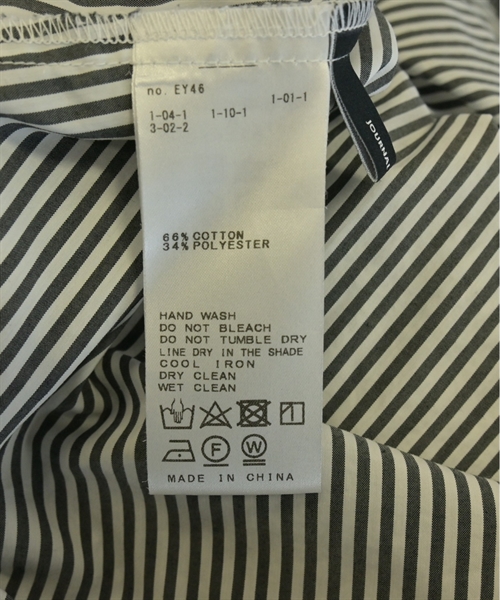 no. EY46
1-01-1
1-04-1 1-10-1
3-02-2
66% COTTON
34% POLYESTER
HAND WASH
DO NOT BLEACH
DO NOT TUMBLE DRY
LINE DRY IN THE SHADE
COOL IRON
DRY CLEAN
WET CLEAN
F W
MADE IN CHINA
JOURNAL